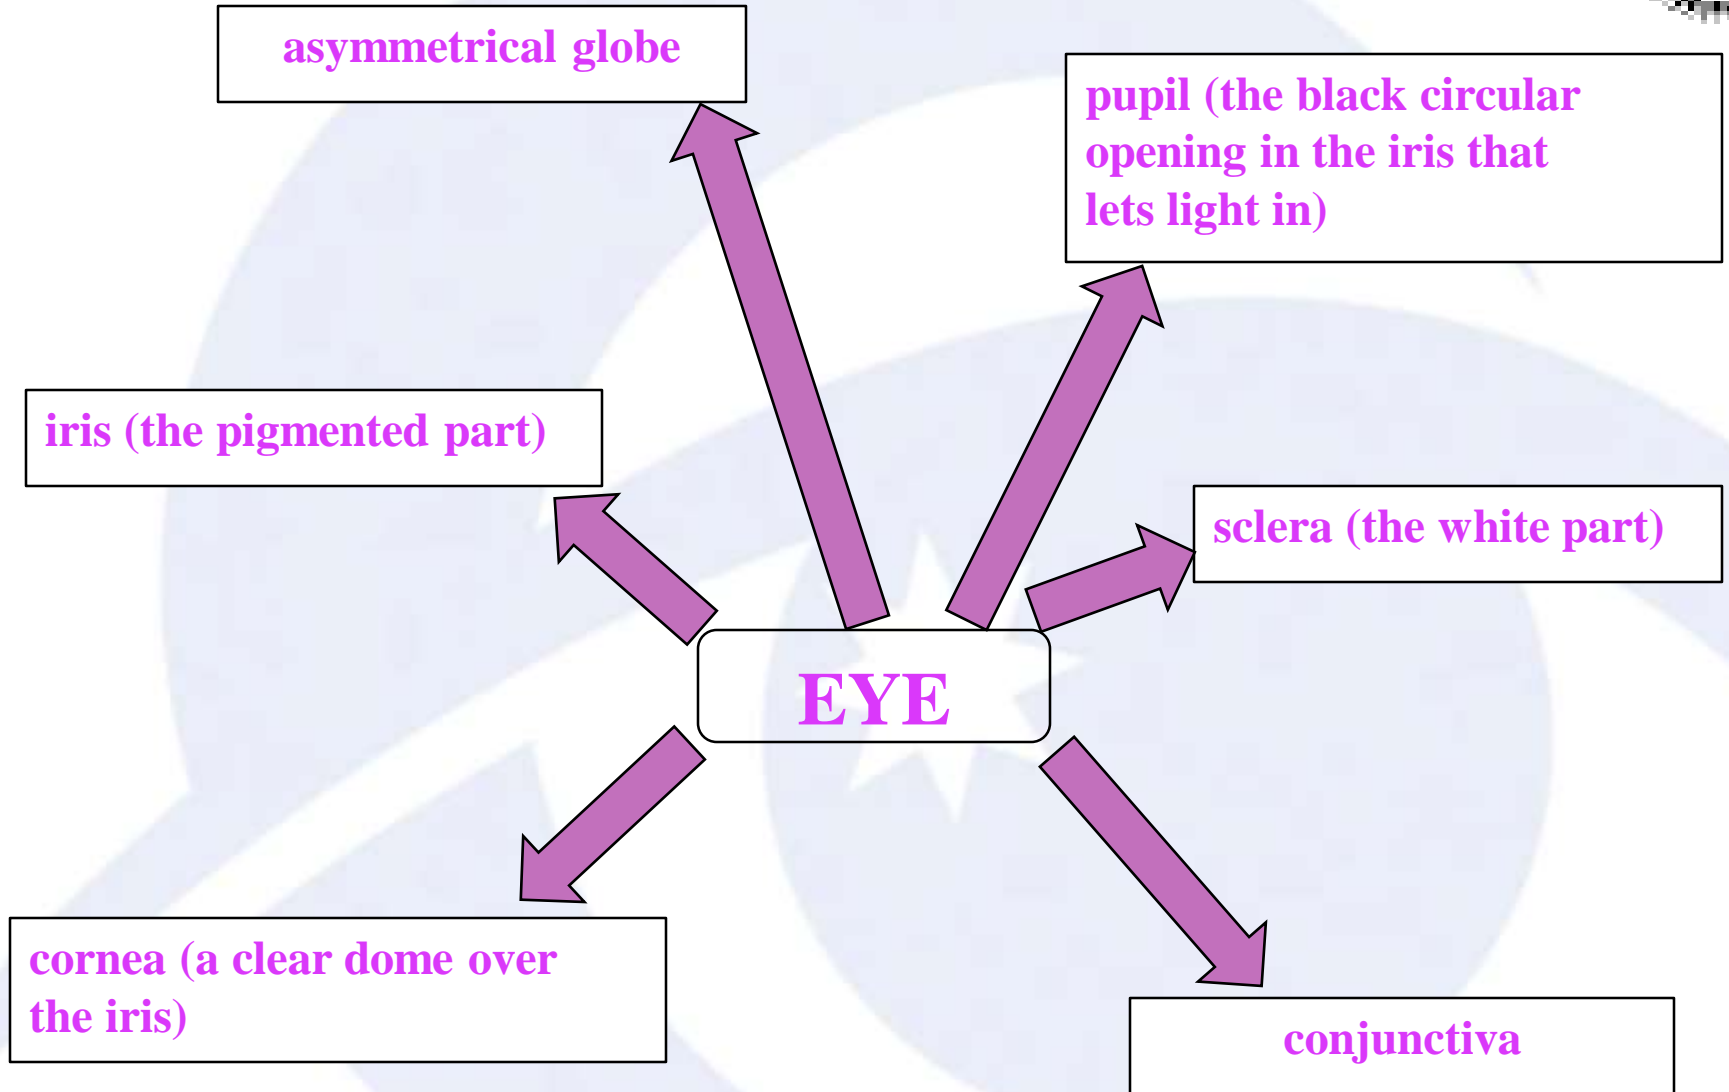 asymmetrical globe
pupil (the black circular
opening in the iris that
lets light in)
iris (the pigmented part)
sclera (the white part)
EYE
cornea (a clear dome over
the iris)
conjunctiva